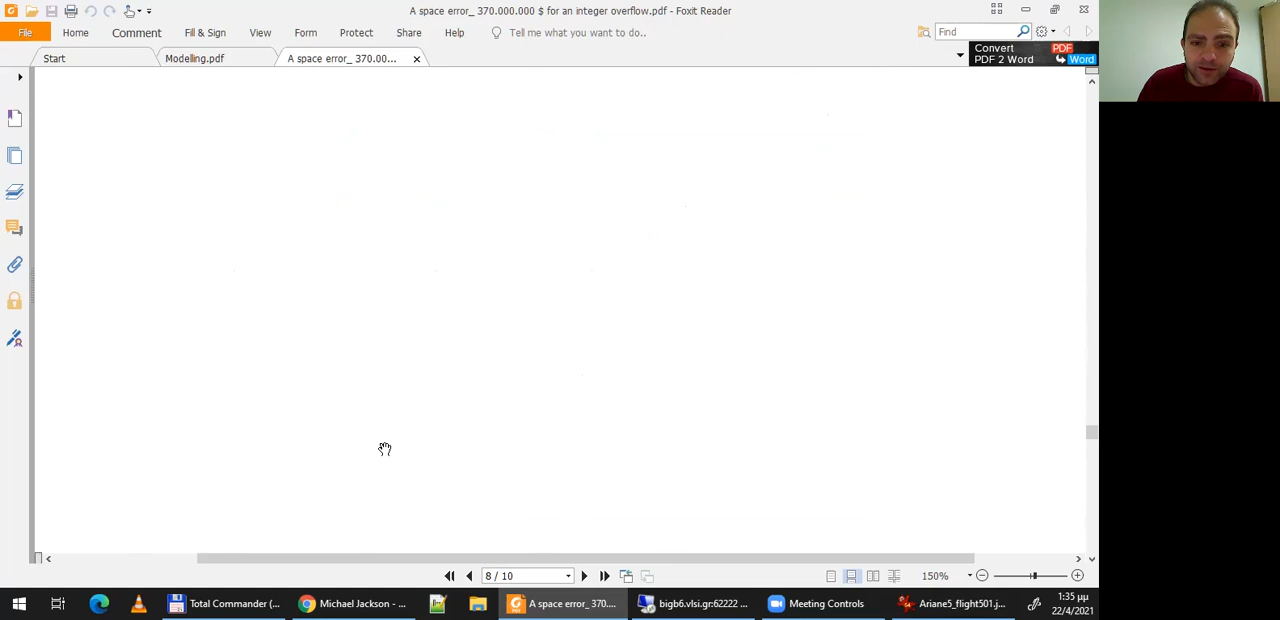 A space error_ 370.000.000 $ for an integer overflow.pdf - Foxit Reader
File Home Comment Fill & Sign View Form Protect Share Help Tell me what you want to do.. Find
Convert PDF
PDF 2 Word Word
Start Modelling.pdf A space error_ 370.00...
8 / 10 150%
Total Commander (... Michael Jackson - ... A space error_ 370.... bigb6.vlsi.gr:62222 ... Meeting Controls Ariane5_flight501.j...
1:35 μμ
22/4/2021